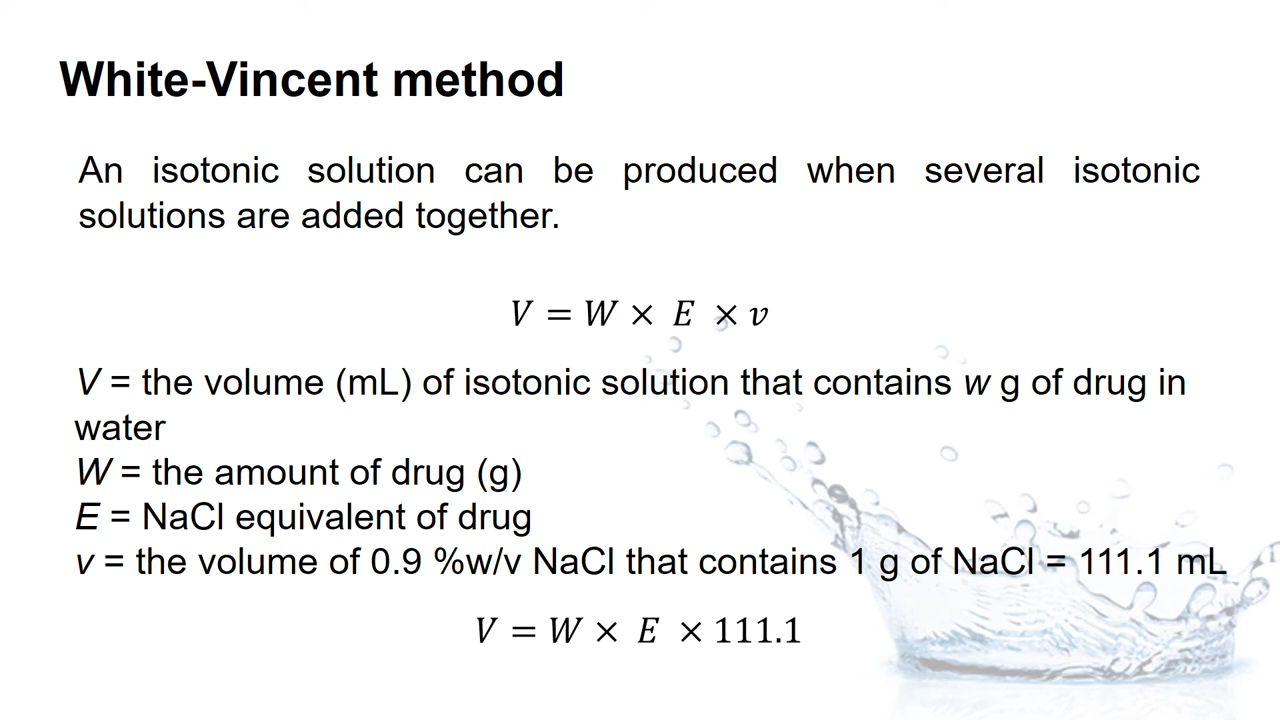 White-Vincent method
An isotonic solution can be produced when several isotonic
solutions are added together.
V = W × E × v
V = the volume (mL) of isotonic solution that contains w g of drug in
water
W = the amount of drug (g)
E = NaCl equivalent of drug
v = the volume of 0.9 %w/v NaCl that contains 1 g of NaCl = 111.1 mL
V = W × E × 111.1